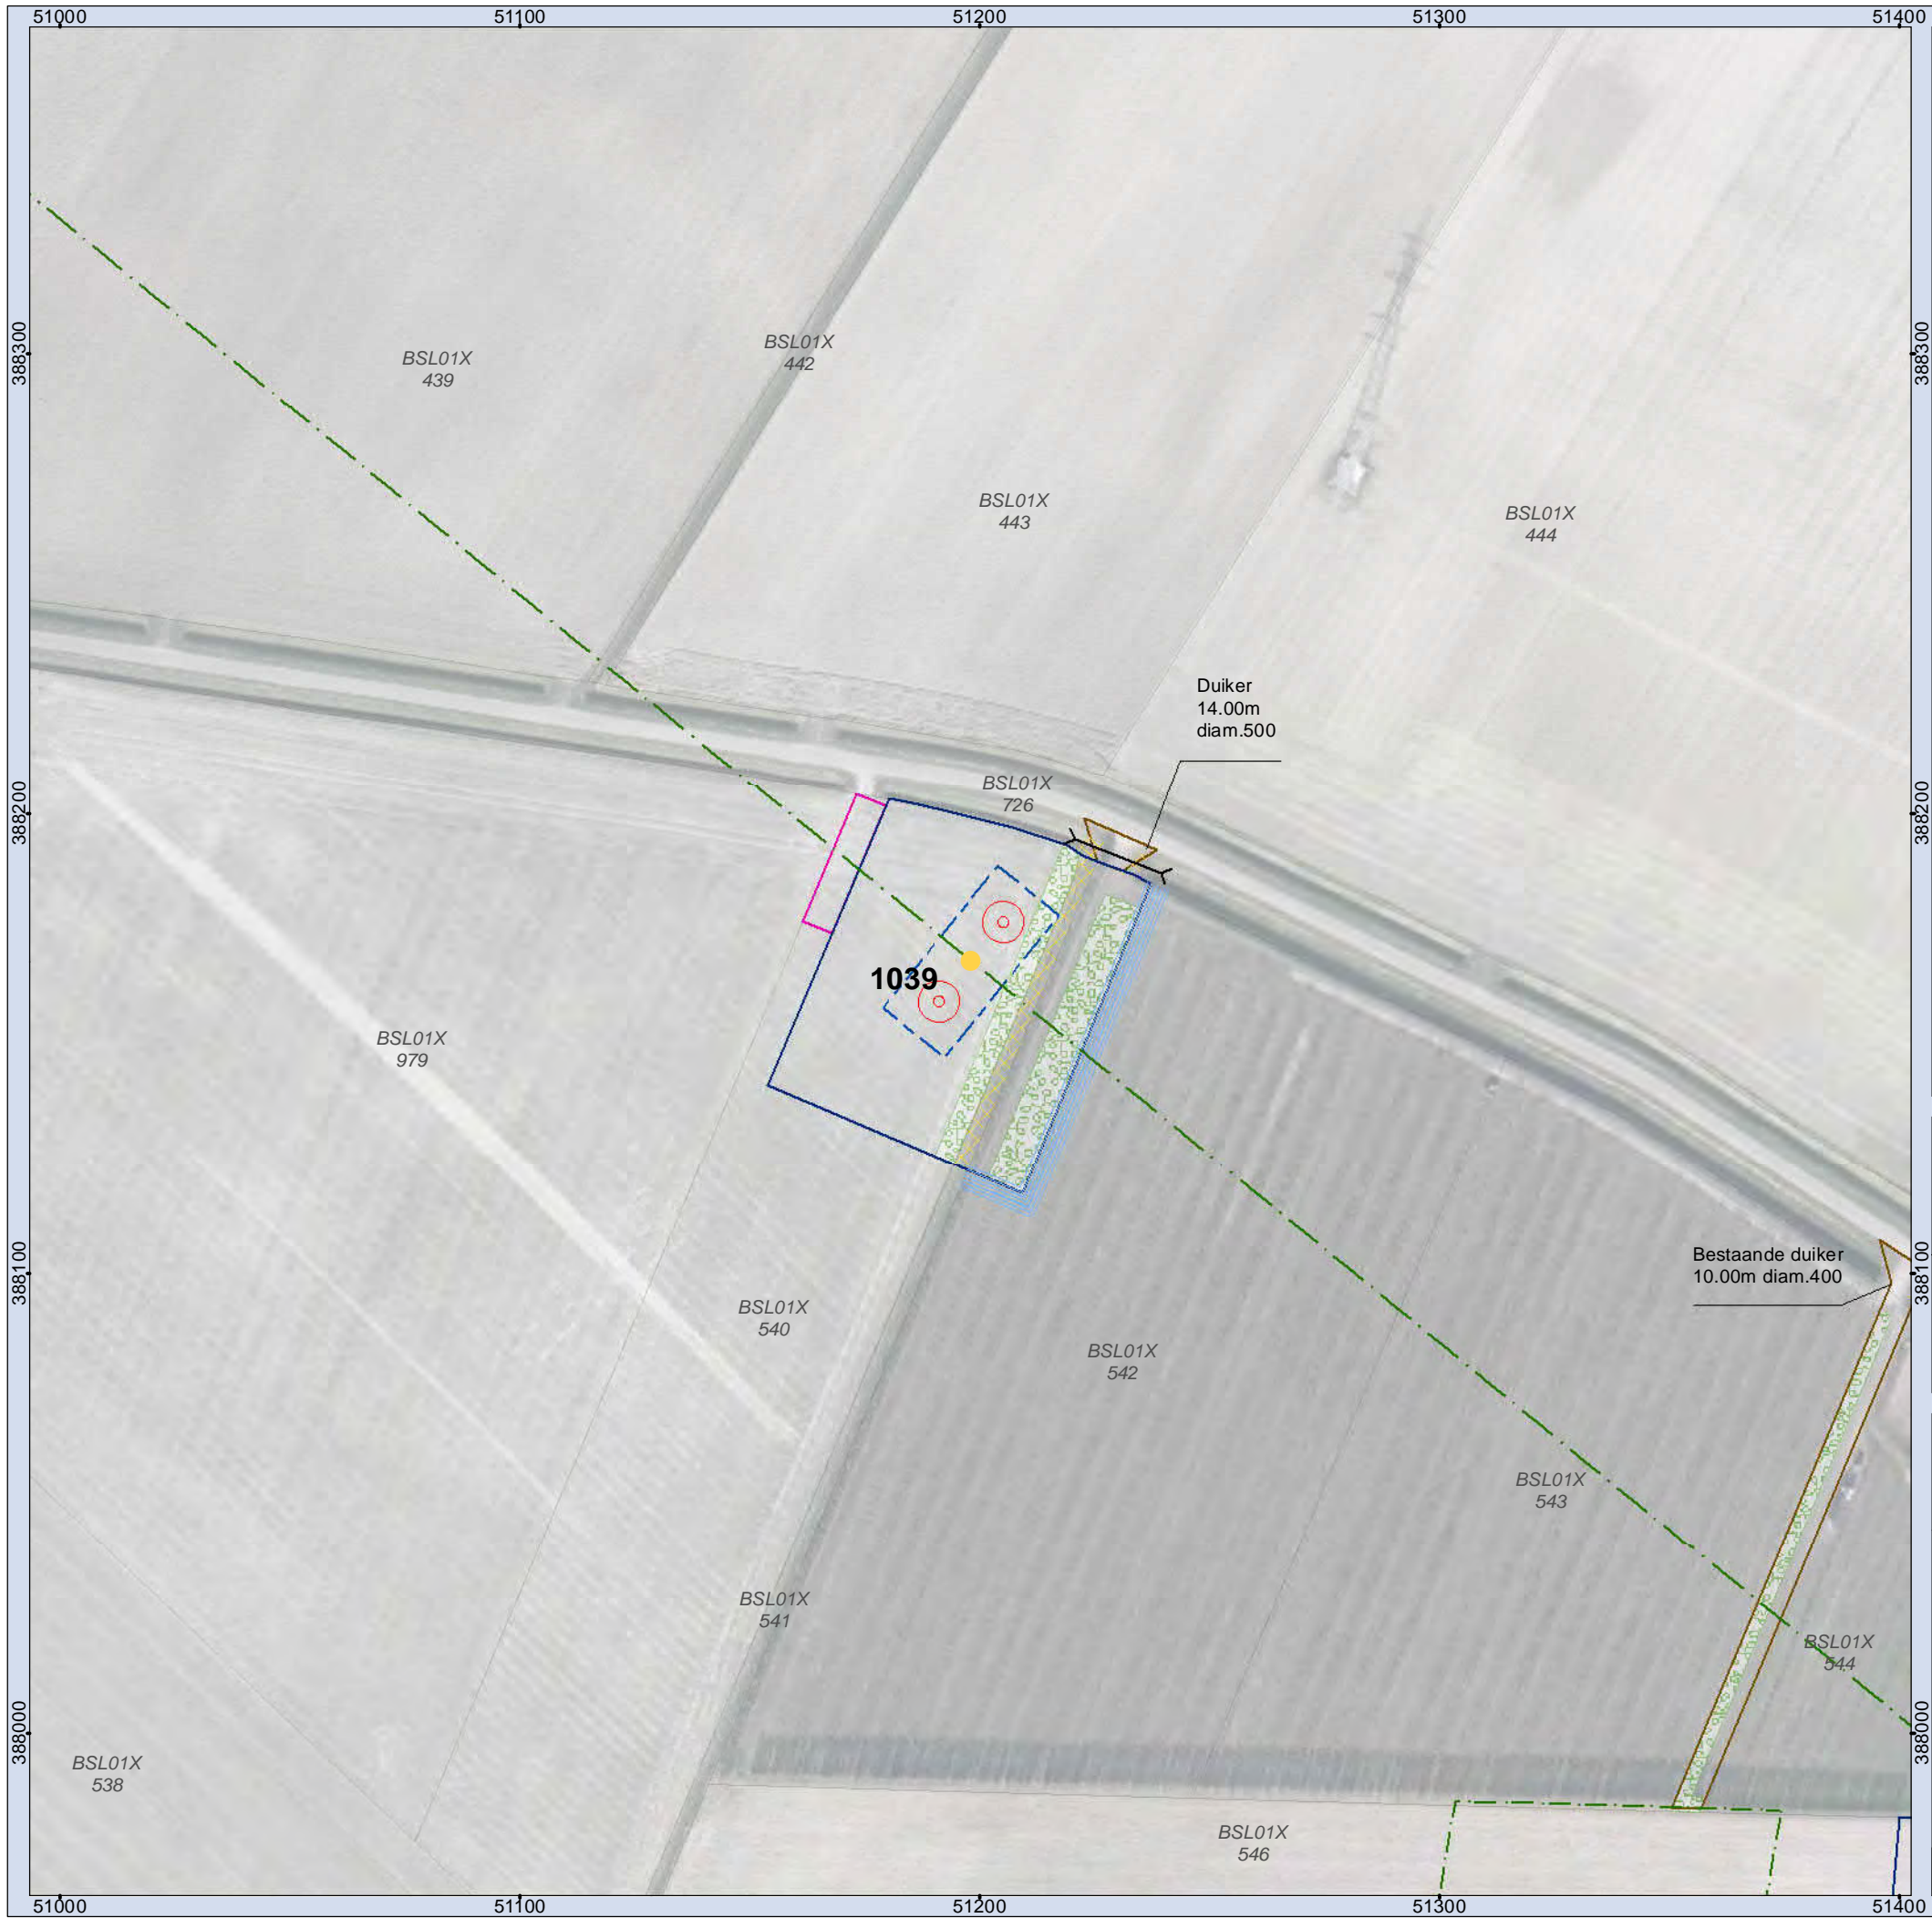 51000
51100
51200
51300
51400
388300
388300
BSL01X
442
BSL01X
439
BSL01X
443
BSL01X
444
Duiker
14.00m
diam.500
BSL01X
726
388200
388200
1039
BSL01X
979
388100
388100
Bestaande duiker
10.00m diam.400
BSL01X
540
BSL01X
542
BSL01X
543
BSL01X
541
BSL01X
544
388000
388000
BSL01X
538
BSL01X
546
51000
51100
51200
51300
51400